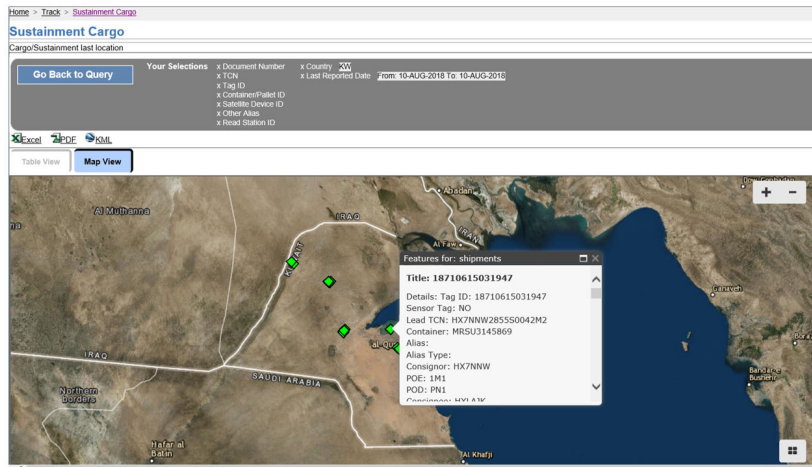 Home > Track > Sustainment Cargo
Sustainment Cargo
Cargo/Sustainment last location
Go Back to Query
Your Selections
x Document Number
x TCN
x Tag ID
x Container/Pallet ID
x Satellite Device ID
x Other Alias
x Read Station ID
x Country KW
x Last Reported Date From: 10-AUG-2018 To: 10-AUG-2018
Excel PDF KML
Table View Map View
Abadan
+ -
Al Muthanna
IRAQ
IRAN
Al Faw
KUWAIT
Features for: shipments
Title: 18710615031947
Details: Tag ID: 18710615031947
Sensor Tag: NO
Lead TCN: HX7NNW2855S0042M2
Container: MRSU3145869
Alias:
Alias Type:
Consignor: HX7NNW
POE: 1M1
POD: PN1
Consignee: HYLAJK
Ganaveh
IRAQ
SAUDI ARABIA
Northern
borders
Bandar-e
Bushehr
Hafar al
Batin
Al Khafji